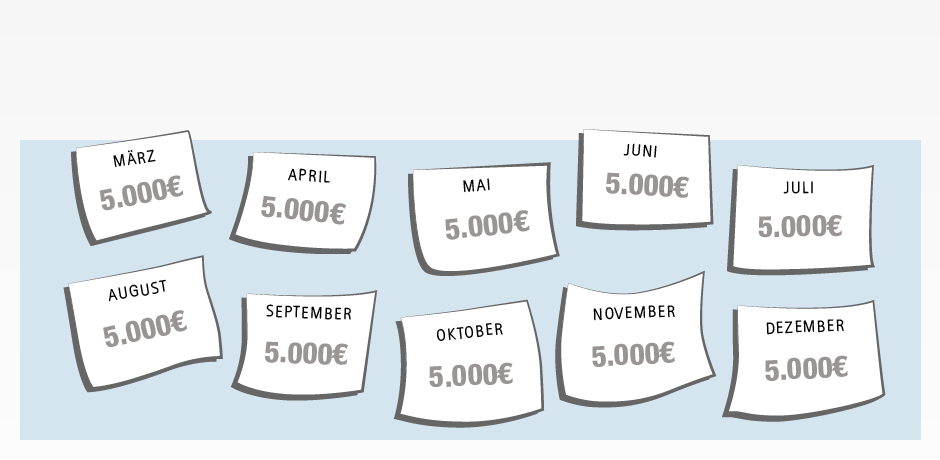 MÄRZ
5.000€
APRIL
5.000€
MAI
5.000€
JUNI
5.000€
JULI
5.000€
AUGUST
5.000€
SEPTEMBER
5.000€
OKTOBER
5.000€
NOVEMBER
5.000€
DEZEMBER
5.000€